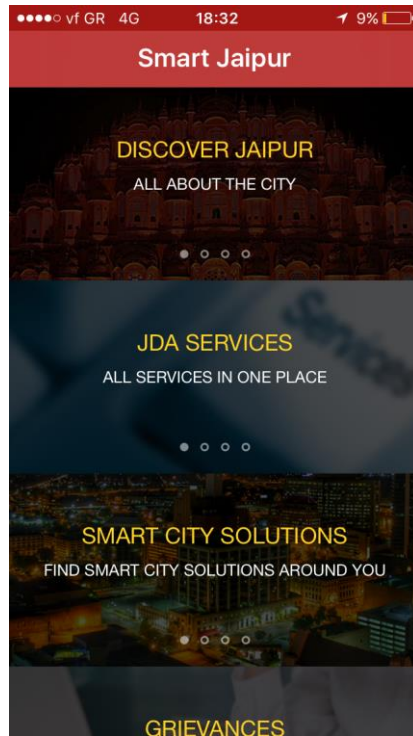 vf GR 4G 18:32 9%
Smart Jaipur
DISCOVER JAIPUR
ALL ABOUT THE CITY
JDA SERVICES
ALL SERVICES IN ONE PLACE
Services
SMART CITY SOLUTIONS
FIND SMART CITY SOLUTIONS AROUND YOU
GRIEVANCES